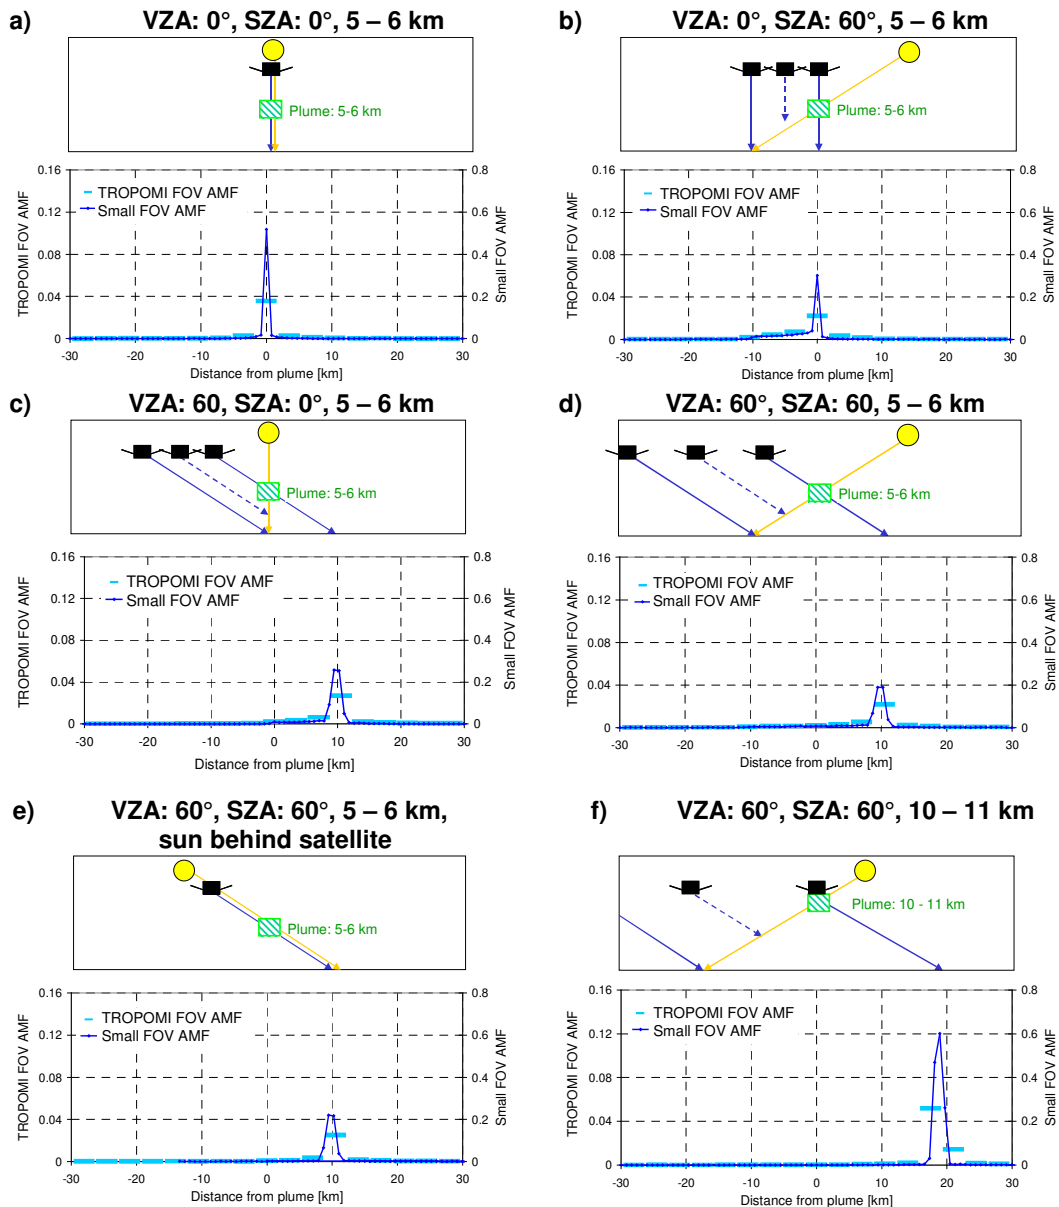 a) VZA: 0°, SZA: 0°, 5 – 6 km
Plume: 5-6 km
0.16
0.12
0.08
0.04
0
TROPOMI FOV AMF
TROPOMI FOV AMF
Small FOV AMF
0.8
0.6
0.4
0.2
0
Small FOV AMF
-30 -20 -10 0 10 20 30
Distance from plume [km]
b) VZA: 0°, SZA: 60°, 5 – 6 km
Plume: 5-6 km
0.16
0.12
0.08
0.04
0
TROPOMI FOV AMF
TROPOMI FOV AMF
Small FOV AMF
0.8
0.6
0.4
0.2
0
Small FOV AMF
-30 -20 -10 0 10 20 30
Distance from plume [km]
c) VZA: 60, SZA: 0°, 5 – 6 km
Plume: 5-6 km
0.16
0.12
0.08
0.04
0
TROPOMI FOV AMF
TROPOMI FOV AMF
Small FOV AMF
0.8
0.6
0.4
0.2
0
Small FOV AMF
-30 -20 -10 0 10 20 30
Distance from plume [km]
d) VZA: 60°, SZA: 60, 5 – 6 km
Plume: 5-6 km
0.16
0.12
0.08
0.04
0
TROPOMI FOV AMF
TROPOMI FOV AMF
Small FOV AMF
0.8
0.6
0.4
0.2
0
Small FOV AMF
-30 -20 -10 0 10 20 30
Distance from plume [km]
e) VZA: 60°, SZA: 60°, 5 – 6 km,
sun behind satellite
Plume: 5-6 km
0.16
0.12
0.08
0.04
0
TROPOMI FOV AMF
TROPOMI FOV AMF
Small FOV AMF
0.8
0.6
0.4
0.2
0
Small FOV AMF
-30 -20 -10 0 10 20 30
Distance from plume [km]
f) VZA: 60°, SZA: 60°, 10 – 11 km
Plume: 10 - 11 km
0.16
0.12
0.08
0.04
0
TROPOMI FOV AMF
TROPOMI FOV AMF
Small FOV AMF
0.8
0.6
0.4
0.2
0
Small FOV AMF
-30 -20 -10 0 10 20 30
Distance from plume [km]